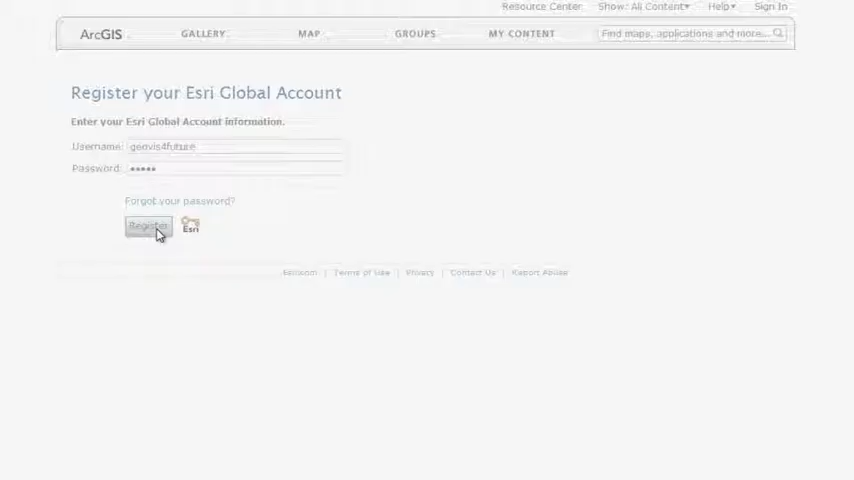 Resource Center Show: All Content Help Sign In
ArcGIS GALLERY MAP GROUPS MY CONTENT Find maps, applications and more...
Register your Esri Global Account
Enter your Esri Global Account information.
Username: geovis4future
Password: •••••
Forgot your password?
Register Esri
Esri.com | Terms of Use | Privacy | Contact Us | Report Abuse